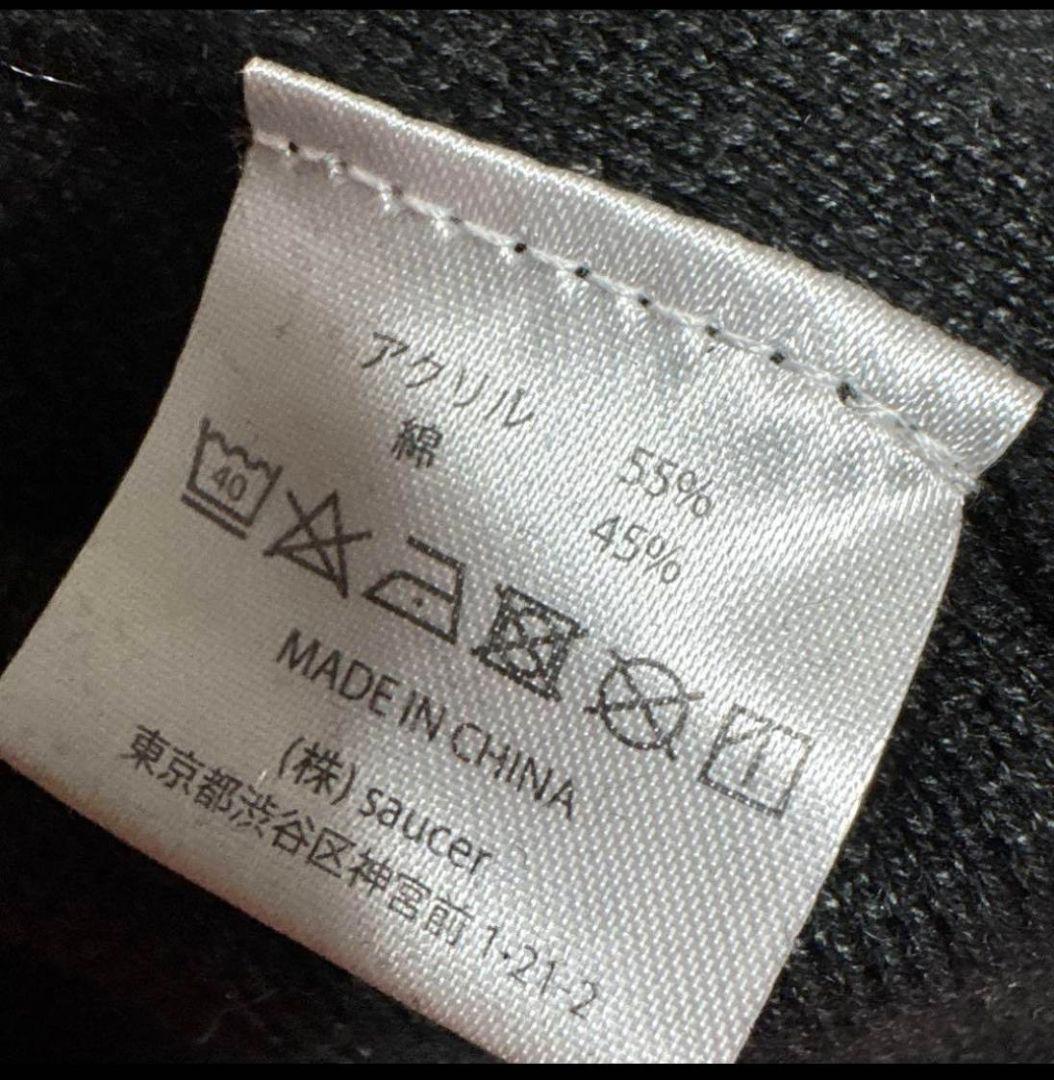 アクリル 55%
綿 45%
40
MADE IN CHINA
(株) saucer
東京都渋谷区神宮前 1-21-2